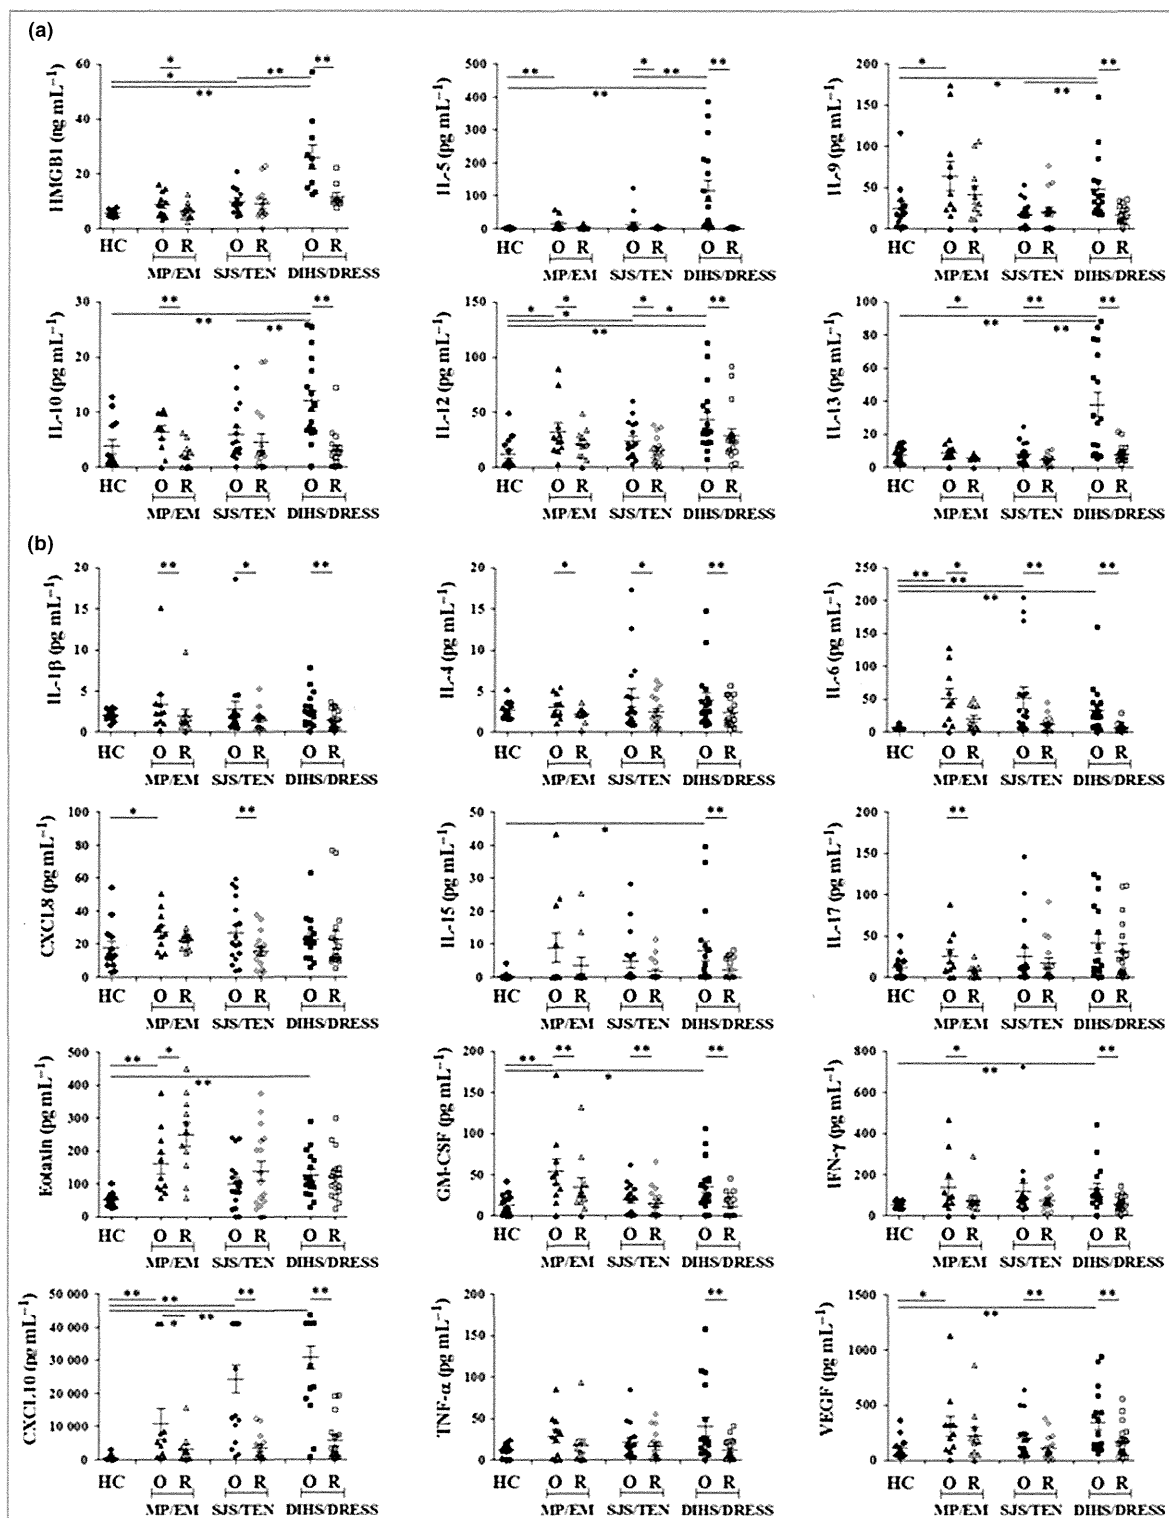 (a)
HMGB1 (ng mL⁻¹)
60
40
20
0
* * ** ** **
HC O R O R O R
MP/EM SJS/TEN DIHS/DRESS
IL-5 (pg mL⁻¹)
500
400
300
200
100
0
** * ** ** **
HC O R O R O R
MP/EM SJS/TEN DIHS/DRESS
IL-9 (pg mL⁻¹)
200
150
100
50
0
* * ** **
HC O R O R O R
MP/EM SJS/TEN DIHS/DRESS
IL-10 (pg mL⁻¹)
30
20
10
0
** ** ** **
HC O R O R O R
MP/EM SJS/TEN DIHS/DRESS
IL-12 (pg mL⁻¹)
150
100
50
0
* * * * * ** **
HC O R O R O R
MP/EM SJS/TEN DIHS/DRESS
IL-13 (pg mL⁻¹)
100
80
60
40
20
0
* ** ** ** **
HC O R O R O R
MP/EM SJS/TEN DIHS/DRESS
(b)
IL-1β (pg mL⁻¹)
20
15
10
5
0
** * **
HC O R O R O R
MP/EM SJS/TEN DIHS/DRESS
IL-4 (pg mL⁻¹)
20
15
10
5
0
* * **
HC O R O R O R
MP/EM SJS/TEN DIHS/DRESS
IL-6 (pg mL⁻¹)
250
200
150
100
50
0
** * ** ** ** **
HC O R O R O R
MP/EM SJS/TEN DIHS/DRESS
CXCL8 (pg mL⁻¹)
100
80
60
40
20
0
* **
HC O R O R O R
MP/EM SJS/TEN DIHS/DRESS
IL-15 (pg mL⁻¹)
50
40
30
20
10
0
* **
HC O R O R O R
MP/EM SJS/TEN DIHS/DRESS
IL-17 (pg mL⁻¹)
200
150
100
50
0
**
HC O R O R O R
MP/EM SJS/TEN DIHS/DRESS
Eotaxin (pg mL⁻¹)
500
400
300
200
100
0
** * **
HC O R O R O R
MP/EM SJS/TEN DIHS/DRESS
GM-CSF (pg mL⁻¹)
200
150
100
50
0
** ** ** * **
HC O R O R O R
MP/EM SJS/TEN DIHS/DRESS
IFN-γ (pg mL⁻¹)
800
600
400
200
0
* ** **
HC O R O R O R
MP/EM SJS/TEN DIHS/DRESS
CXCL10 (pg mL⁻¹)
50 000
40 000
30 000
20 000
10 000
0
** ** * ** ** **
HC O R O R O R
MP/EM SJS/TEN DIHS/DRESS
TNF-α (pg mL⁻¹)
200
150
100
50
0
**
HC O R O R O R
MP/EM SJS/TEN DIHS/DRESS
VEGF (pg mL⁻¹)
1500
1000
500
0
* ** ** **
HC O R O R O R
MP/EM SJS/TEN DIHS/DRESS